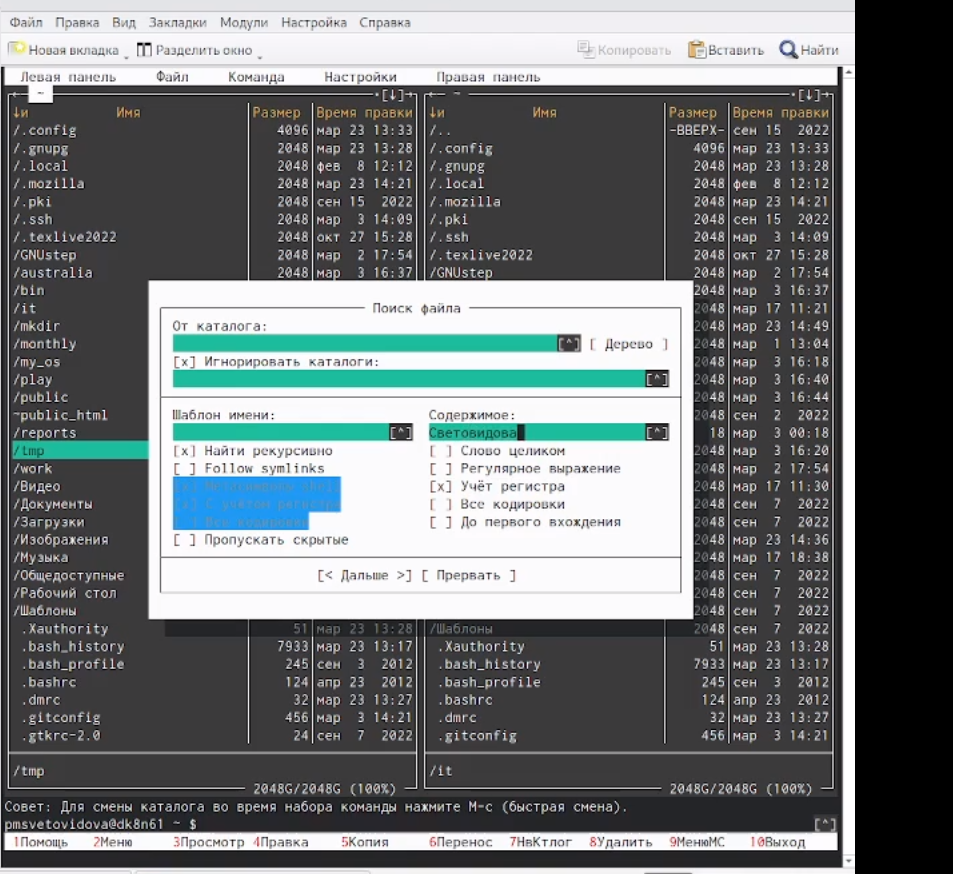 Файл Правка Вид Закладки Модули Настройка Справка
Новая вкладка Разделить окно Копировать Вставить Найти
Левая панель Файл Команда Настройки Правая панель
~ .[↓] ~ .[↓]
↓и Имя Размер Время правки ↓и Имя Размер Время правки
/.config 4096 мар 23 13:33 /.. -ВВЕРХ- сен 15 2022
/.gnupg 2048 мар 23 13:28 /.config 4096 мар 23 13:33
/.local 2048 фев 8 12:12 /.gnupg 2048 мар 23 13:28
/.mozilla 2048 мар 23 14:21 /.local 2048 фев 8 12:12
/.pki 2048 сен 15 2022 /.mozilla 2048 мар 23 14:21
/.ssh 2048 мар 3 14:09 /.pki 2048 сен 15 2022
/.texlive2022 2048 окт 27 15:28 /.ssh 2048 мар 3 14:09
/GNUstep 2048 мар 2 17:54 /.texlive2022 2048 окт 27 15:28
/australia 2048 мар 3 16:37 /GNUstep 2048 мар 2 17:54
/bin 2048 мар 3 16:37
/it Поиск файла 2048 мар 17 11:21
/mkdir От каталога: 2048 мар 23 14:49
/monthly [^] [ Дерево ] 2048 мар 1 13:04
/my_os [x] Игнорировать каталоги: 2048 мар 3 16:18
/play [^] 2048 мар 3 16:40
/public 2048 мар 3 16:44
~public_html Шаблон имени: Содержимое: 2048 сен 2 2022
/reports [^] Световидова [^] 18 мар 3 00:18
/tmp [x] Найти рекурсивно [ ] Слово целиком 2048 мар 3 16:20
/work [ ] Follow symlinks [ ] Регулярное выражение 2048 мар 2 17:54
/Видео [x] Учёт регистра 2048 мар 17 11:30
/Документы [x] С учётом регистра [ ] Все кодировки 2048 сен 7 2022
/Загрузки [ ] Все кодировки [ ] До первого вхождения 2048 сен 7 2022
/Изображения [ ] Пропускать скрытые 2048 мар 23 14:36
/Музыка 2048 мар 17 18:38
/Общедоступные [< Дальше >] [ Прервать ] 2048 сен 7 2022
/Рабочий стол 2048 сен 7 2022
/Шаблоны 2048 сен 7 2022
.Xauthority 51 мар 23 13:28 /Шаблоны 2048 сен 7 2022
.bash_history 7933 мар 23 13:17 .Xauthority 51 мар 23 13:28
.bash_profile 245 сен 3 2012 .bash_history 7933 мар 23 13:17
.bashrc 124 апр 23 2012 .bash_profile 245 сен 3 2012
.dmrc 32 мар 23 13:27 .bashrc 124 апр 23 2012
.gitconfig 456 мар 3 14:21 .dmrc 32 мар 23 13:27
.gtkrc-2.0 24 сен 7 2022 .gitconfig 456 мар 3 14:21
/tmp /it
2048G/2048G (100%) 2048G/2048G (100%)
Совет: Для смены каталога во время набора команды нажмите M-c (быстрая смена).
pmsvetovidova@dk8n61 ~ $ [^]
1Помощь 2Меню 3Просмотр 4Правка 5Копия 6Перенос 7НвКтлог 8Удалить 9МенюMC 10Выход